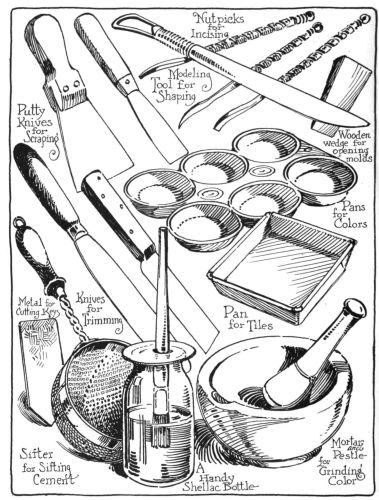 Nutpicks
for
Incising
Modeling
Tool for
Shaping
Putty
Knives
for
Scraping
Wooden
wedge for
opening
molds
Pans
for
Colors
Metal for
Cutting Keys
Knives
for
Trimming
Pan
for Tiles
Sifter
for Sifting
Cement
A
Handy
Shellac Bottle
Mortar
and
Pestle
for
Grinding
Color